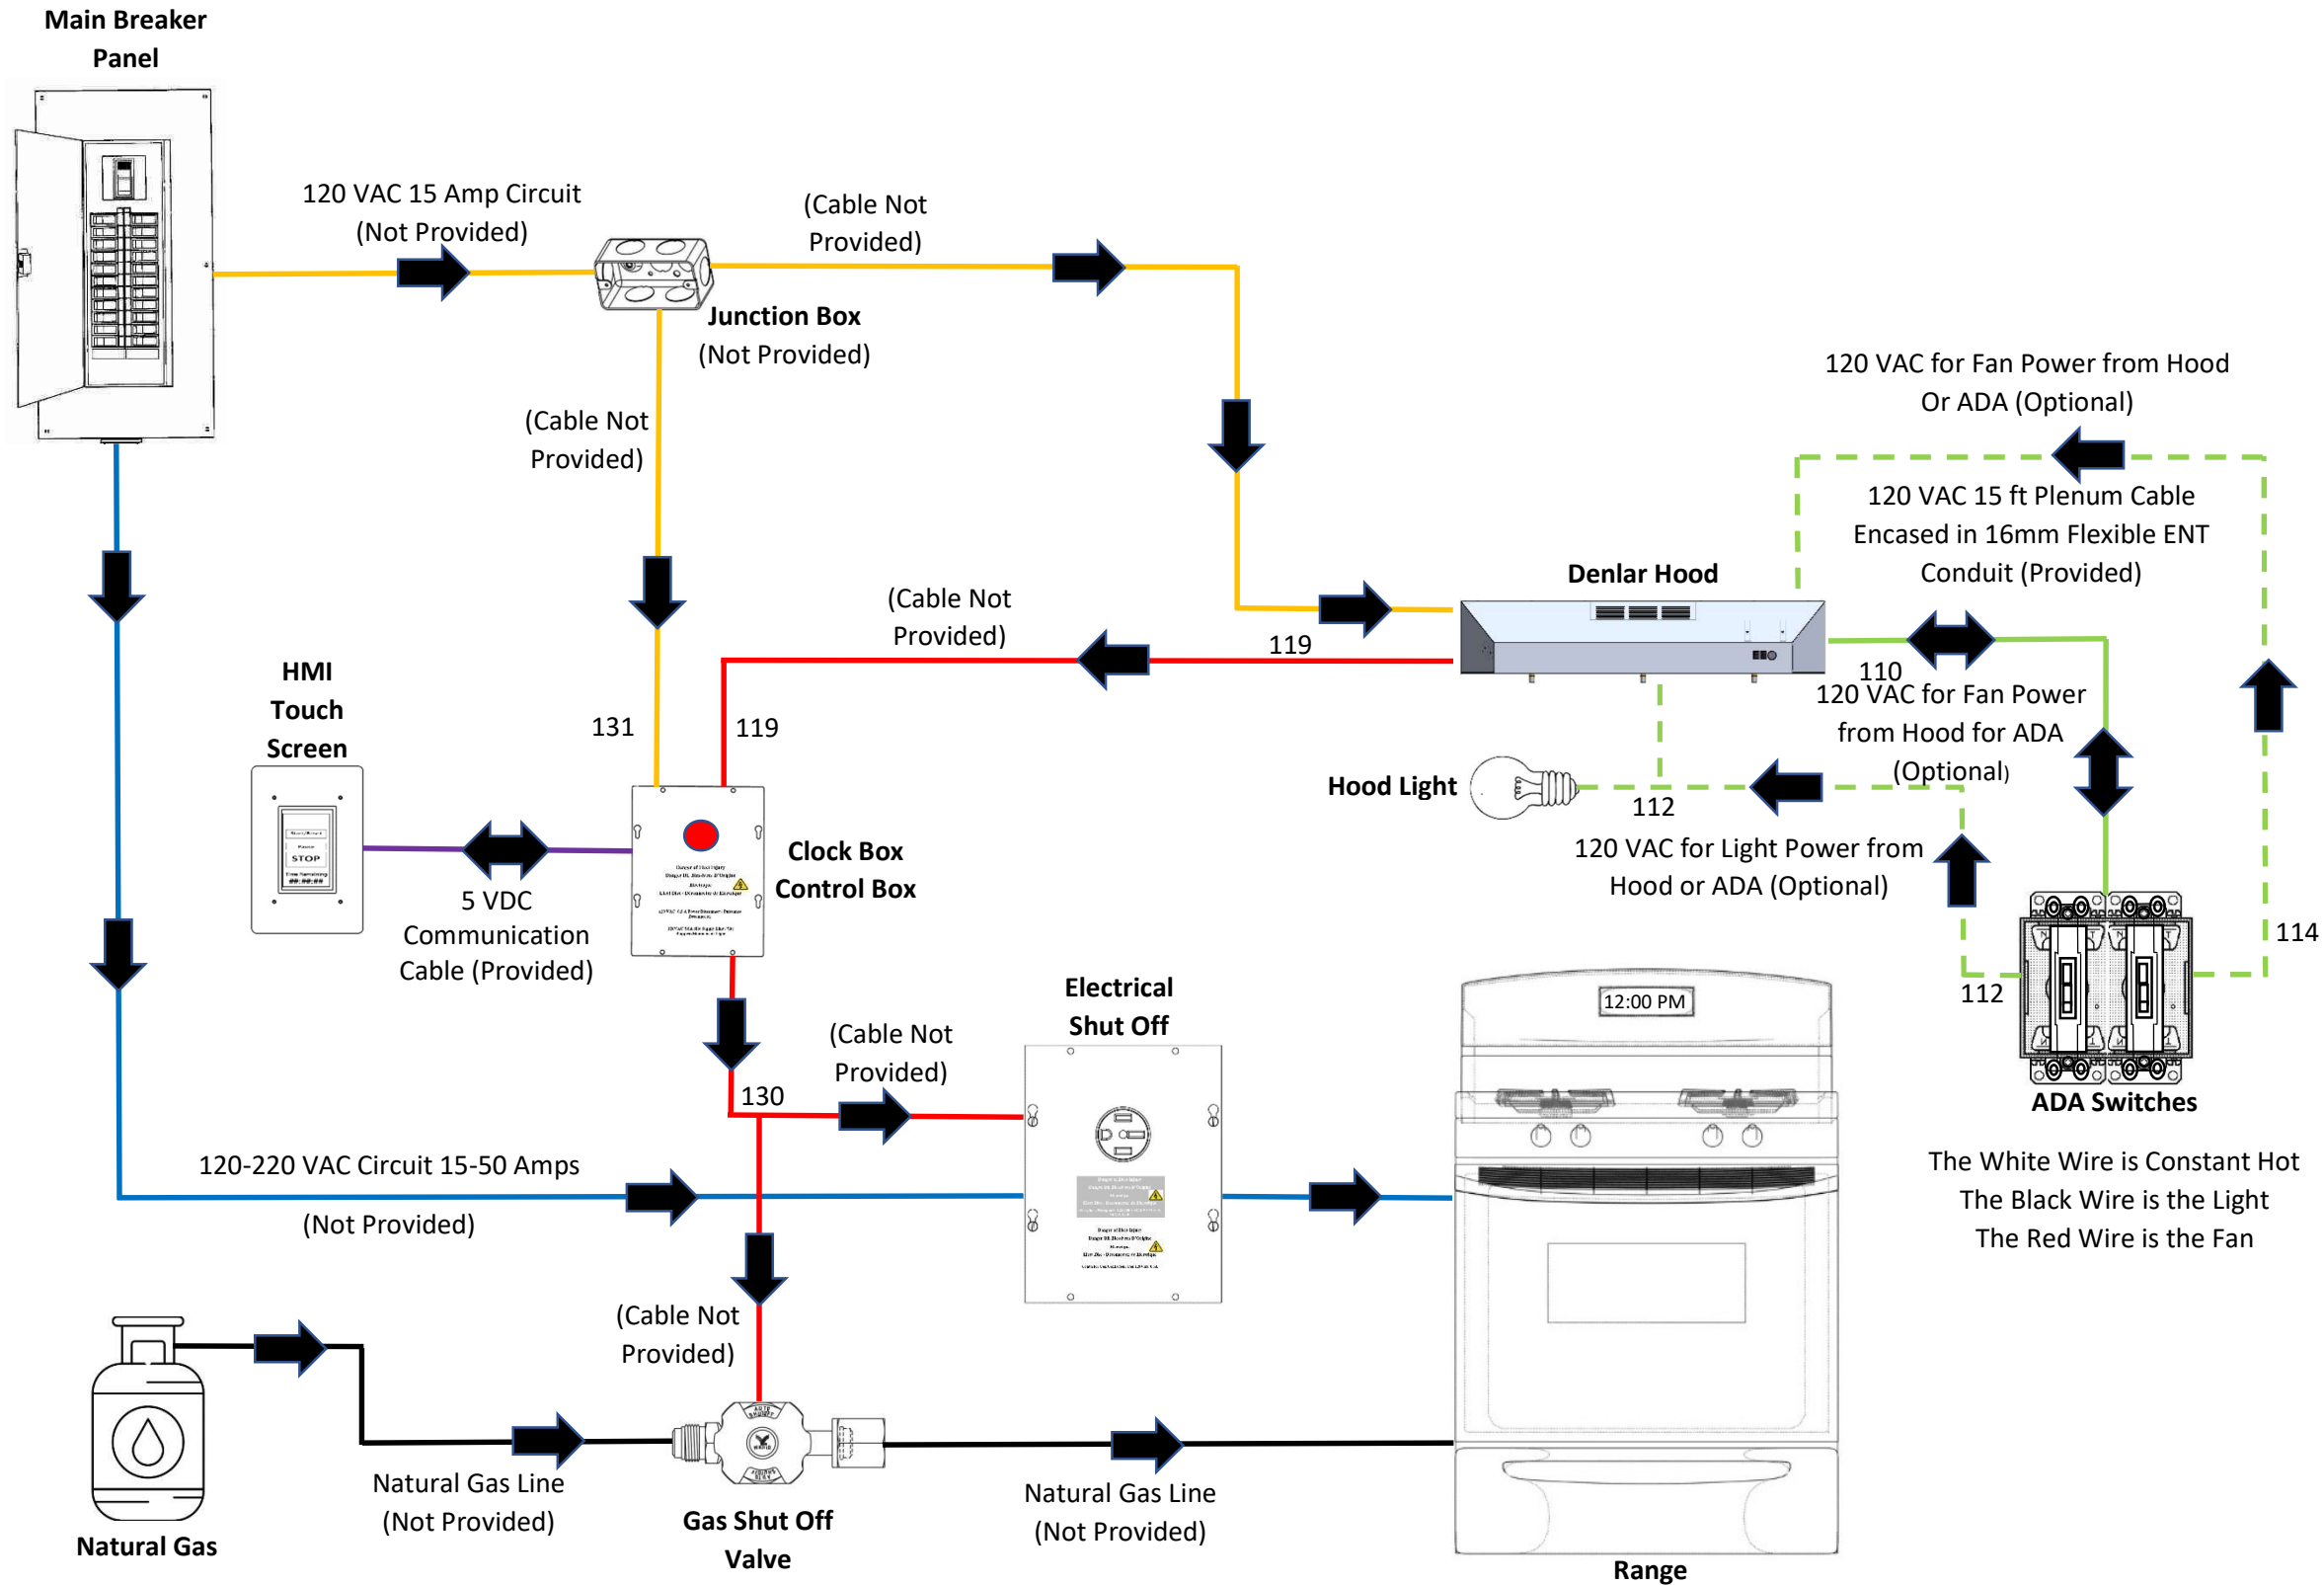 Main Breaker
Panel
120 VAC 15 Amp Circuit
(Not Provided)
(Cable Not
Provided)
Junction Box
(Not Provided)
(Cable Not
Provided)
120 VAC for Fan Power from Hood
Or ADA (Optional)
120 VAC 15 ft Plenum Cable
Encased in 16mm Flexible ENT
Conduit (Provided)
Denlar Hood
(Cable Not
Provided)
119
110
120 VAC for Fan Power
from Hood for ADA
(Optional)
HMI
Touch
Screen
131
119
Hood Light
112
120 VAC for Light Power from
Hood or ADA (Optional)
Start/Reset
Pause
STOP
Time Remaining
##:##:##
Clock Box
Control Box
5 VDC
Communication
Cable (Provided)
114
112
Electrical
Shut Off
12:00 PM
(Cable Not
Provided)
130
ADA Switches
120-220 VAC Circuit 15-50 Amps
(Not Provided)
The White Wire is Constant Hot
The Black Wire is the Light
The Red Wire is the Fan
(Cable Not
Provided)
Natural Gas Line
(Not Provided)
Natural Gas Line
(Not Provided)
Natural Gas
Gas Shut Off
Valve
Range